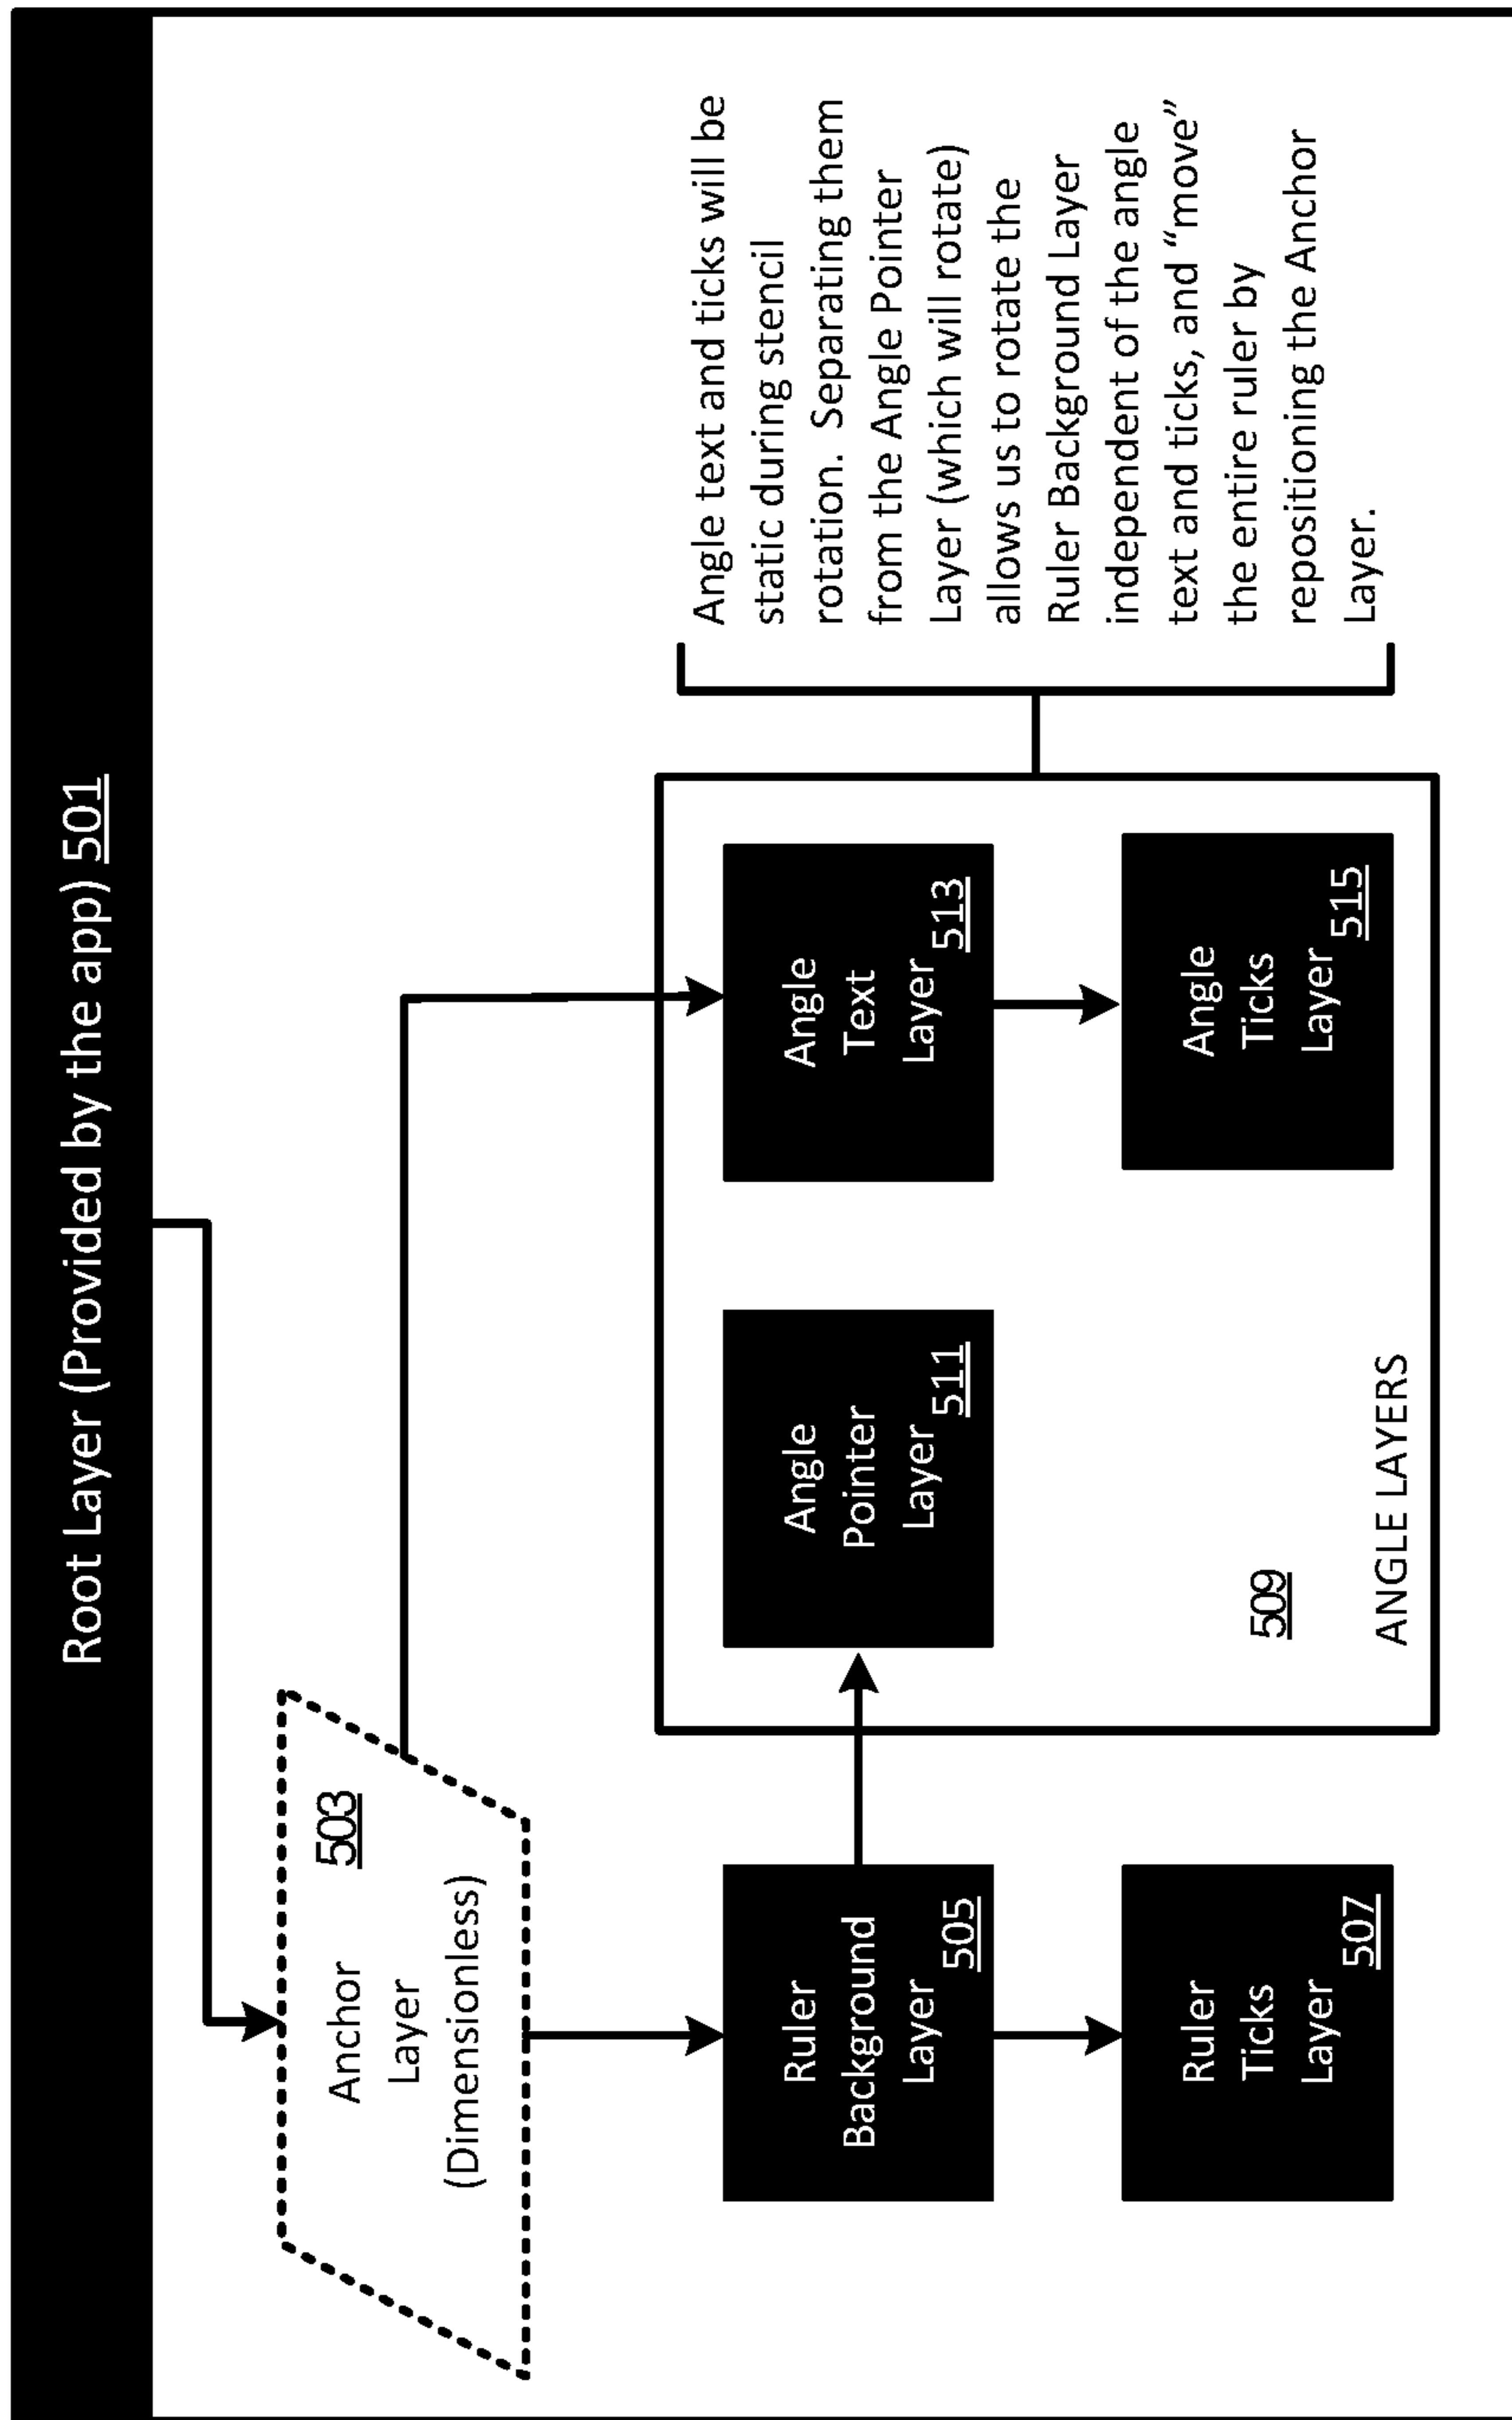 Root Layer (Provided by the app) 501
503
Anchor
Layer
(Dimensionless)
Ruler
Background
Layer 505
Ruler
Ticks
Layer 507
Angle
Pointer
Layer 511
Angle
Text
Layer 513
Angle
Ticks
Layer 515
509
ANGLE LAYERS
Angle text and ticks will be
static during stencil
rotation. Separating them
from the Angle Pointer
Layer (which will rotate)
allows us to rotate the
Ruler Background Layer
independent of the angle
text and ticks, and “move”
the entire ruler by
repositioning the Anchor
Layer.